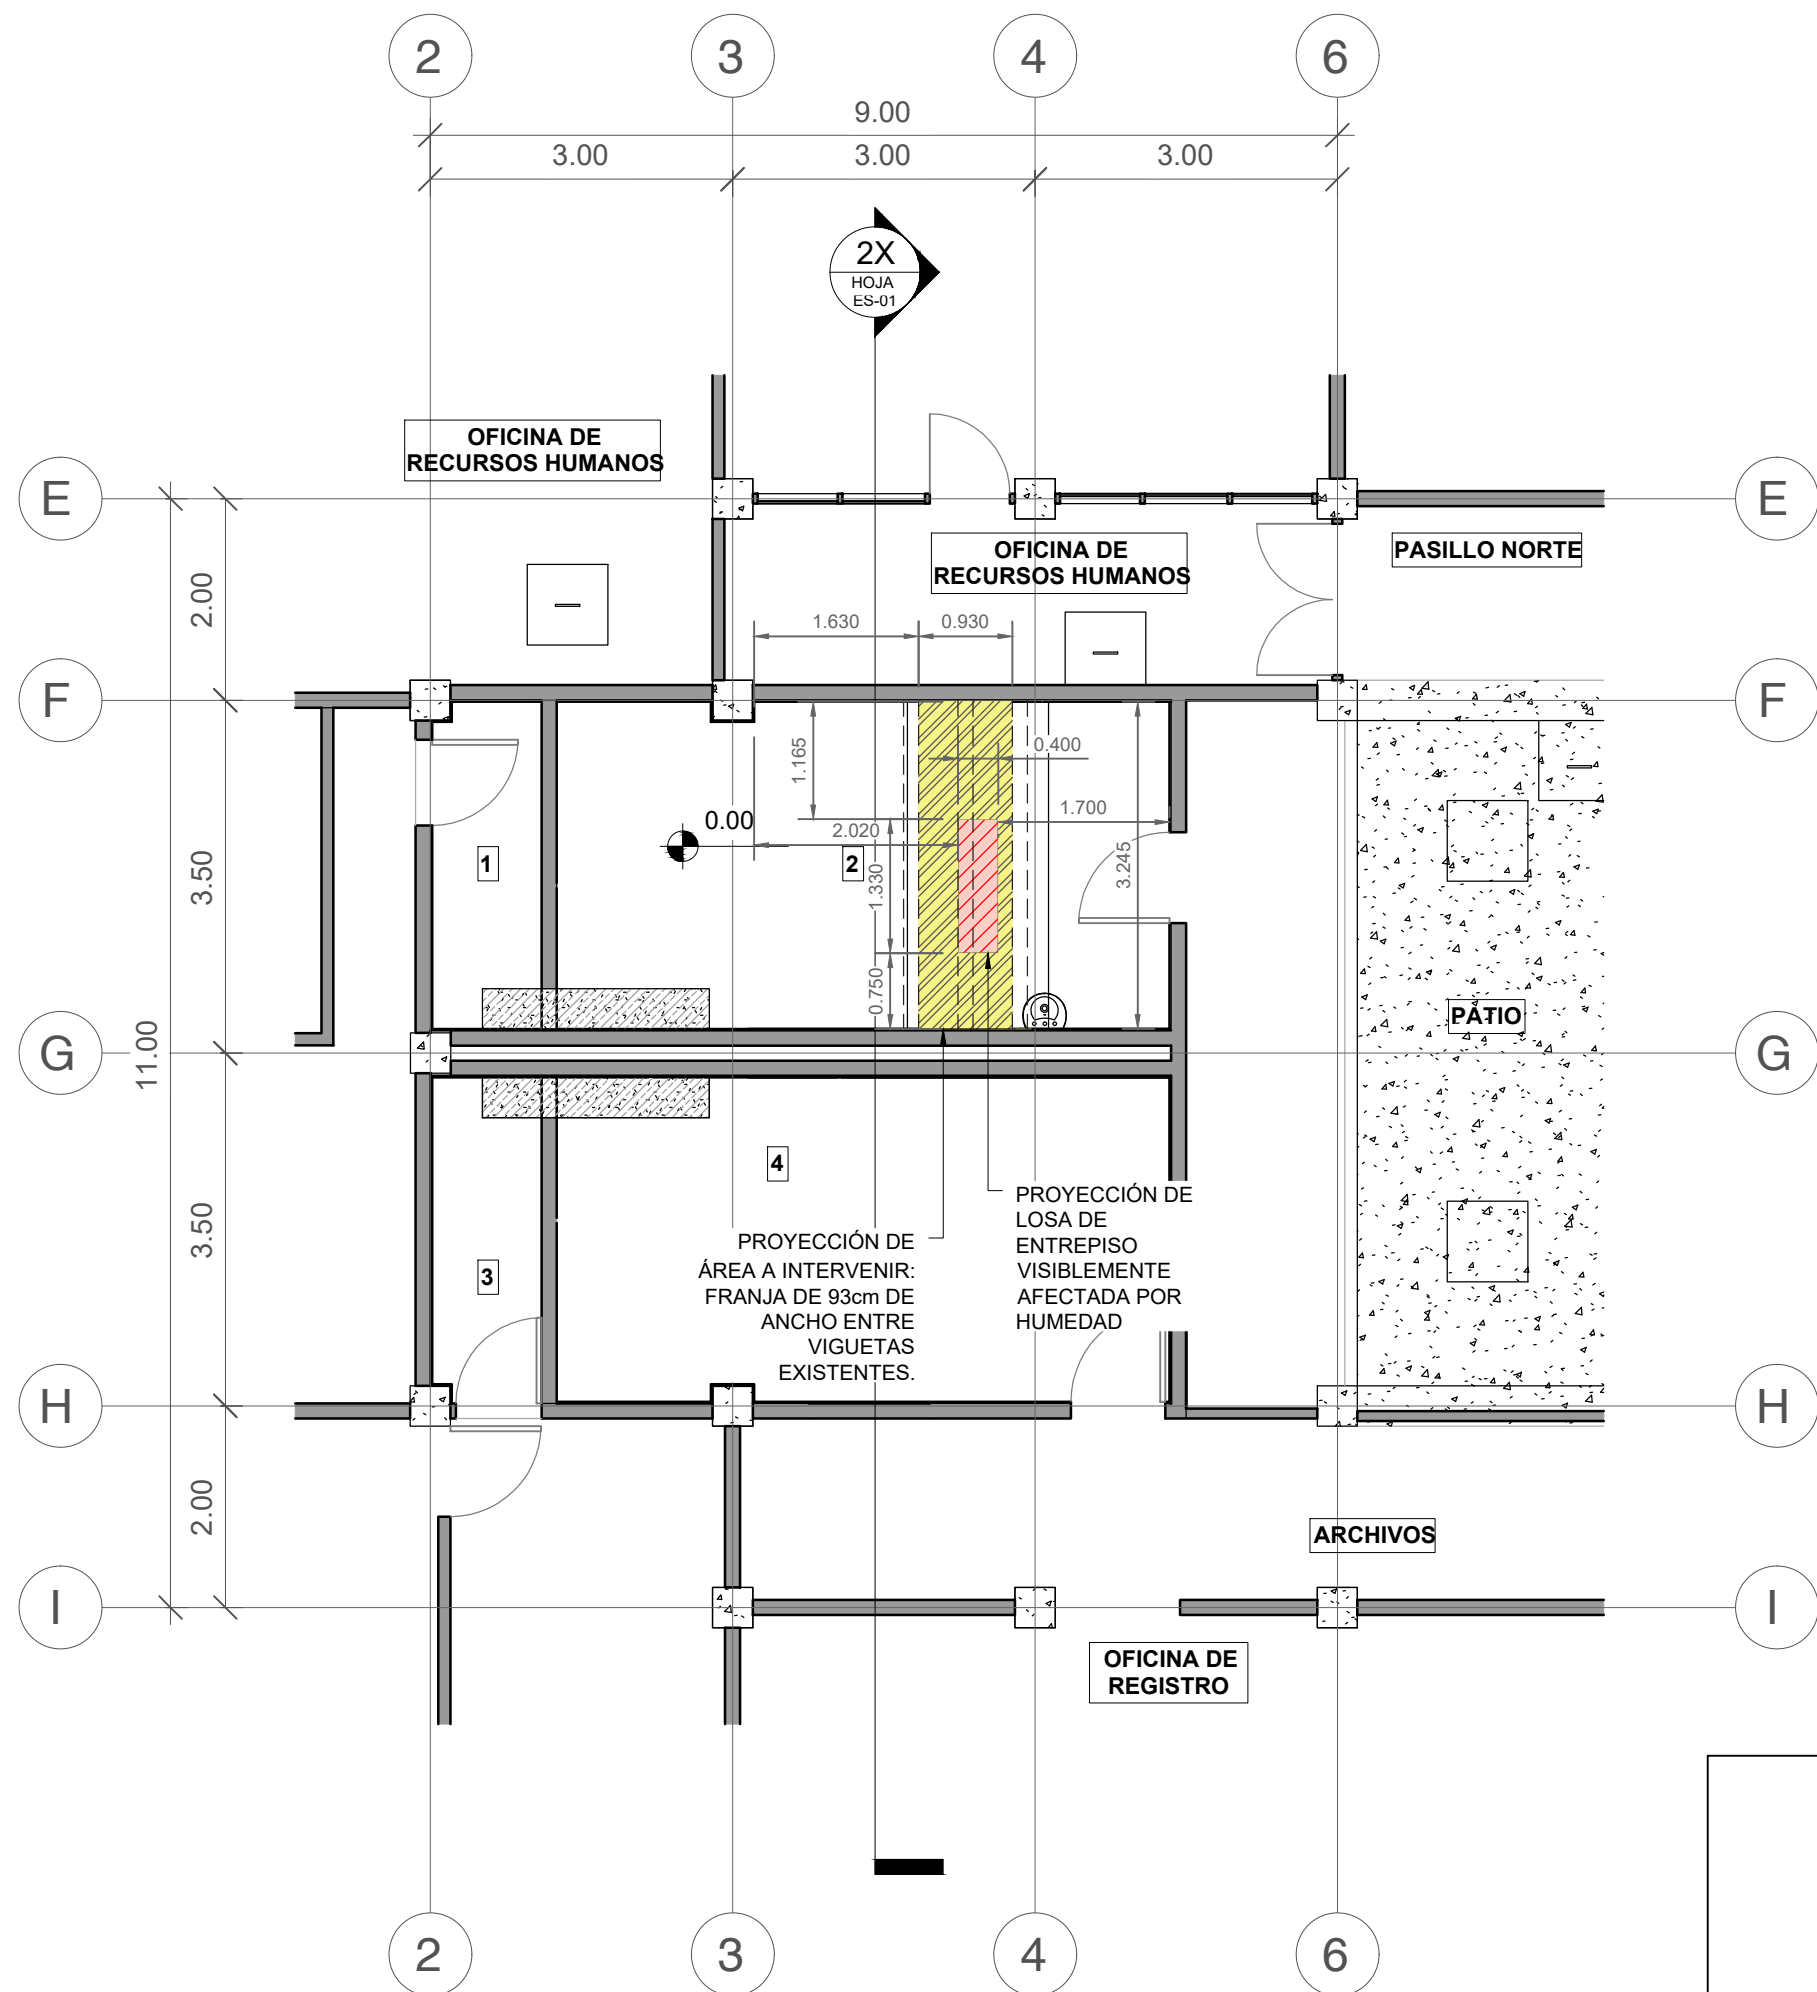 2
3
4
6
9.00
3.00
3.00
3.00
2X
HOJA
ES-01
OFICINA DE
RECURSOS HUMANOS
E
E
OFICINA DE
RECURSOS HUMANOS
PASILLO NORTE
2.00
1.630
0.930
F
F
1.165
0.400
1.700
0.00
2.020
1
2
3.50
1.330
3.245
0.750
PATIO
G
G
11.00
4
PROYECCIÓN DE
LOSA DE
ENTREPISO
VISIBLEMENTE
AFECTADA POR
HUMEDAD
PROYECCIÓN DE
ÁREA A INTERVENIR:
FRANJA DE 93cm DE
ANCHO ENTRE
VIGUETAS
EXISTENTES.
3.50
3
H
H
2.00
ARCHIVOS
I
I
OFICINA DE
REGISTRO
2
3
4
6